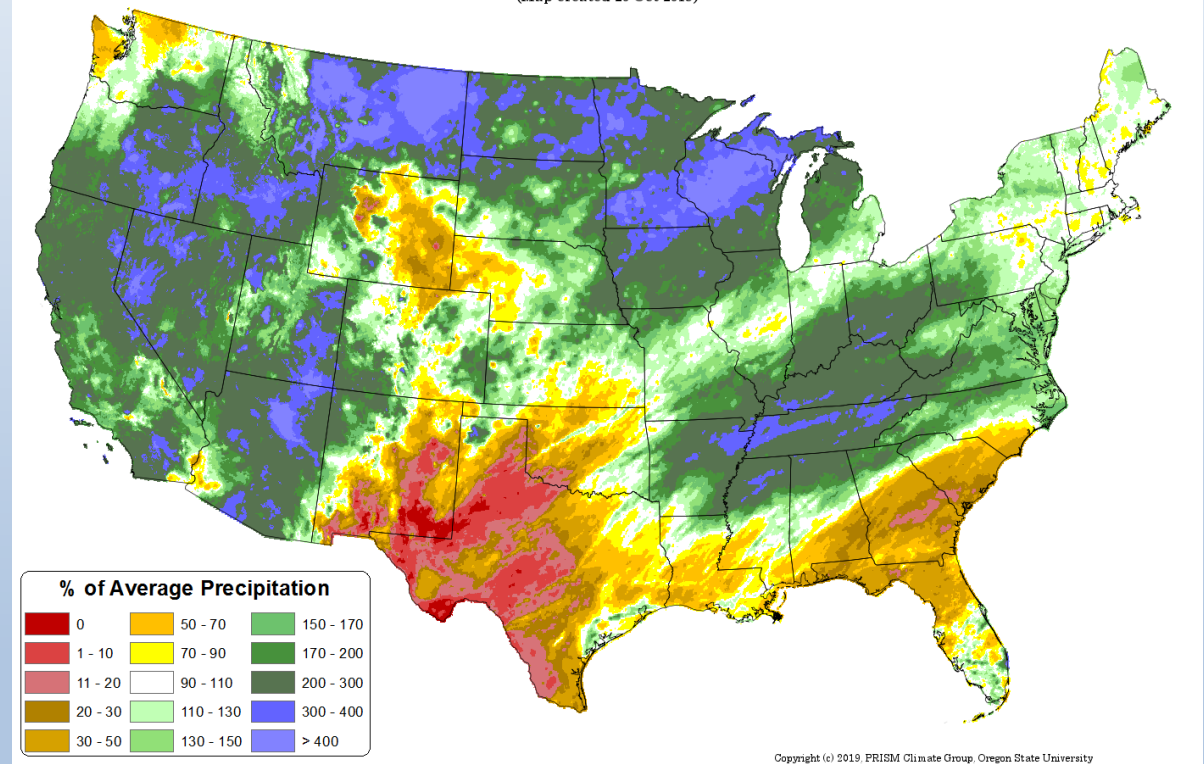 % of Average Precipitation
0 50 - 70 150 - 170
1 - 10 70 - 90 170 - 200
11 - 20 90 - 110 200 - 300
20 - 30 110 - 130 300 - 400
30 - 50 130 - 150 > 400
Copyright (c) 2019, PRISM Climate Group, Oregon State University